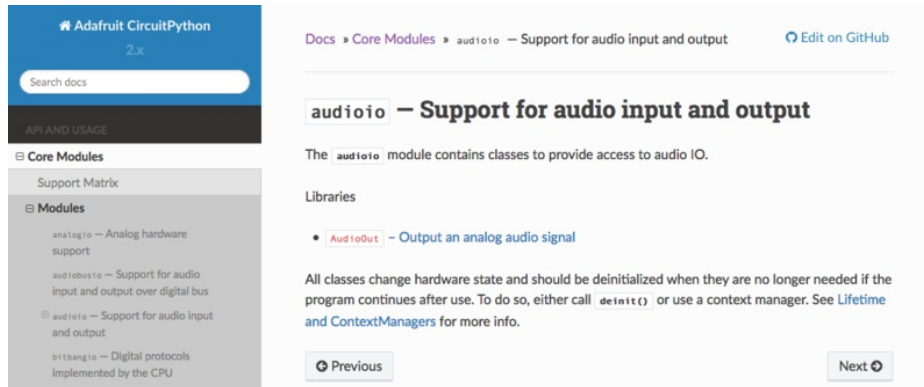 Adafruit CircuitPython
2.x
Search docs
API AND USAGE
Core Modules
Support Matrix
Modules
analogio — Analog hardware
support
audiobusio — Support for audio
input and output over digital bus
audioio — Support for audio input
and output
bitbangio — Digital protocols
implemented by the CPU
Docs » Core Modules » audioio — Support for audio input and output
Edit on GitHub
audioio — Support for audio input and output
The audioio module contains classes to provide access to audio IO.
Libraries
• AudioOut – Output an analog audio signal
All classes change hardware state and should be deinitialized when they are no longer needed if the
program continues after use. To do so, either call deinit() or use a context manager. See Lifetime
and ContextManagers for more info.
Previous
Next